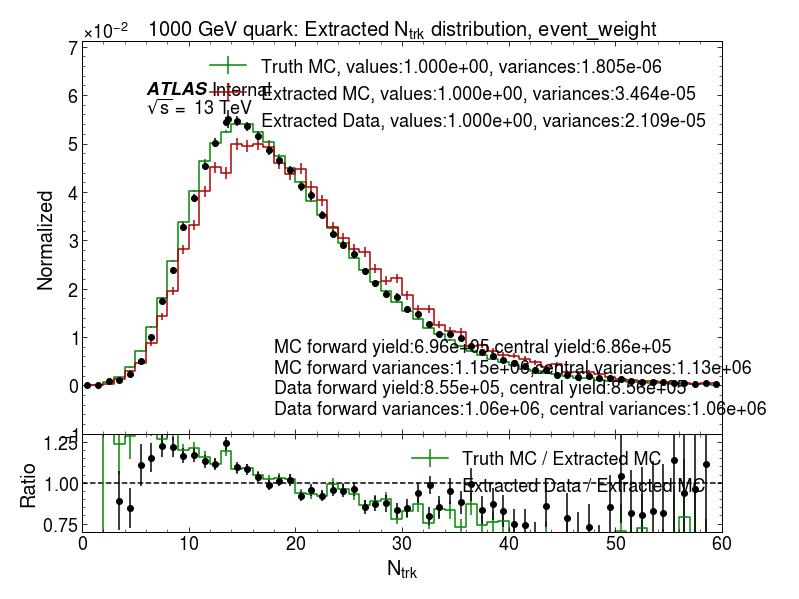 ×10⁻² 1000 GeV quark: Extracted Ntrk distribution, event_weight
Truth MC, values:1.000e+00, variances:1.805e-06
ATLAS Internal
Extracted MC, values:1.000e+00, variances:3.464e-05
√s = 13 TeV
Extracted Data, values:1.000e+00, variances:2.109e-05
7
6
5
4
3
2
1
0
1
Normalized
MC forward yield:6.96e+05, central yield:6.86e+05
MC forward variances:1.15e+06, central variances:1.13e+06
Data forward yield:8.55e+05, central yield:8.56e+05
Data forward variances:1.06e+06, central variances:1.06e+06
1.25
1.00
0.75
Ratio
Truth MC / Extracted MC
Extracted Data / Extracted MC
0 10 20 30 40 50 60
Ntrk